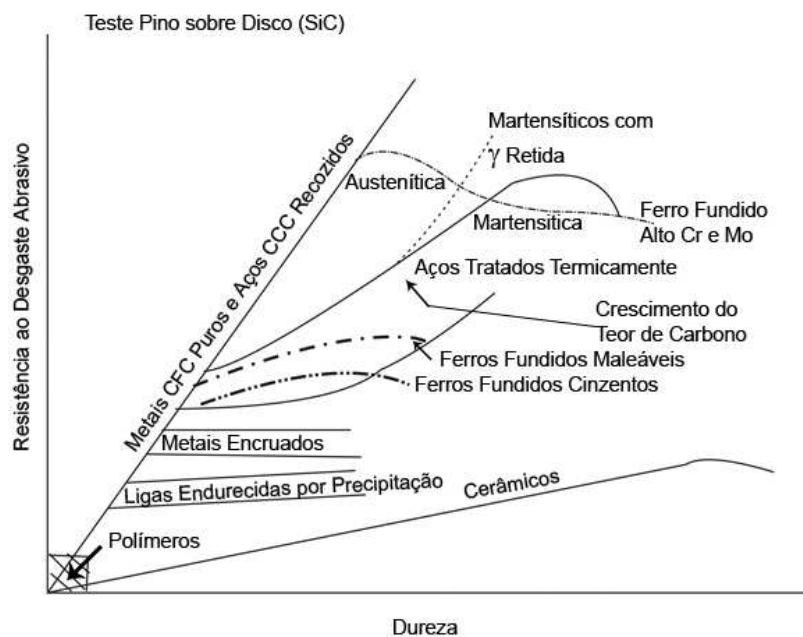 Teste Pino sobre Disco (SiC)
Resistência ao Desgaste Abrasivo
Metais CFC Puros e Aços CCC Recozidos
Martensíticos com
γ Retida
Austenítica
Martensitica
Ferro Fundido
Alto Cr e Mo
Aços Tratados Termicamente
Crescimento do
Teor de Carbono
Ferros Fundidos Maleáveis
Ferros Fundidos Cinzentos
Metais Encruados
Ligas Endurecidas por Precipitação
Cerâmicos
Polímeros
Dureza